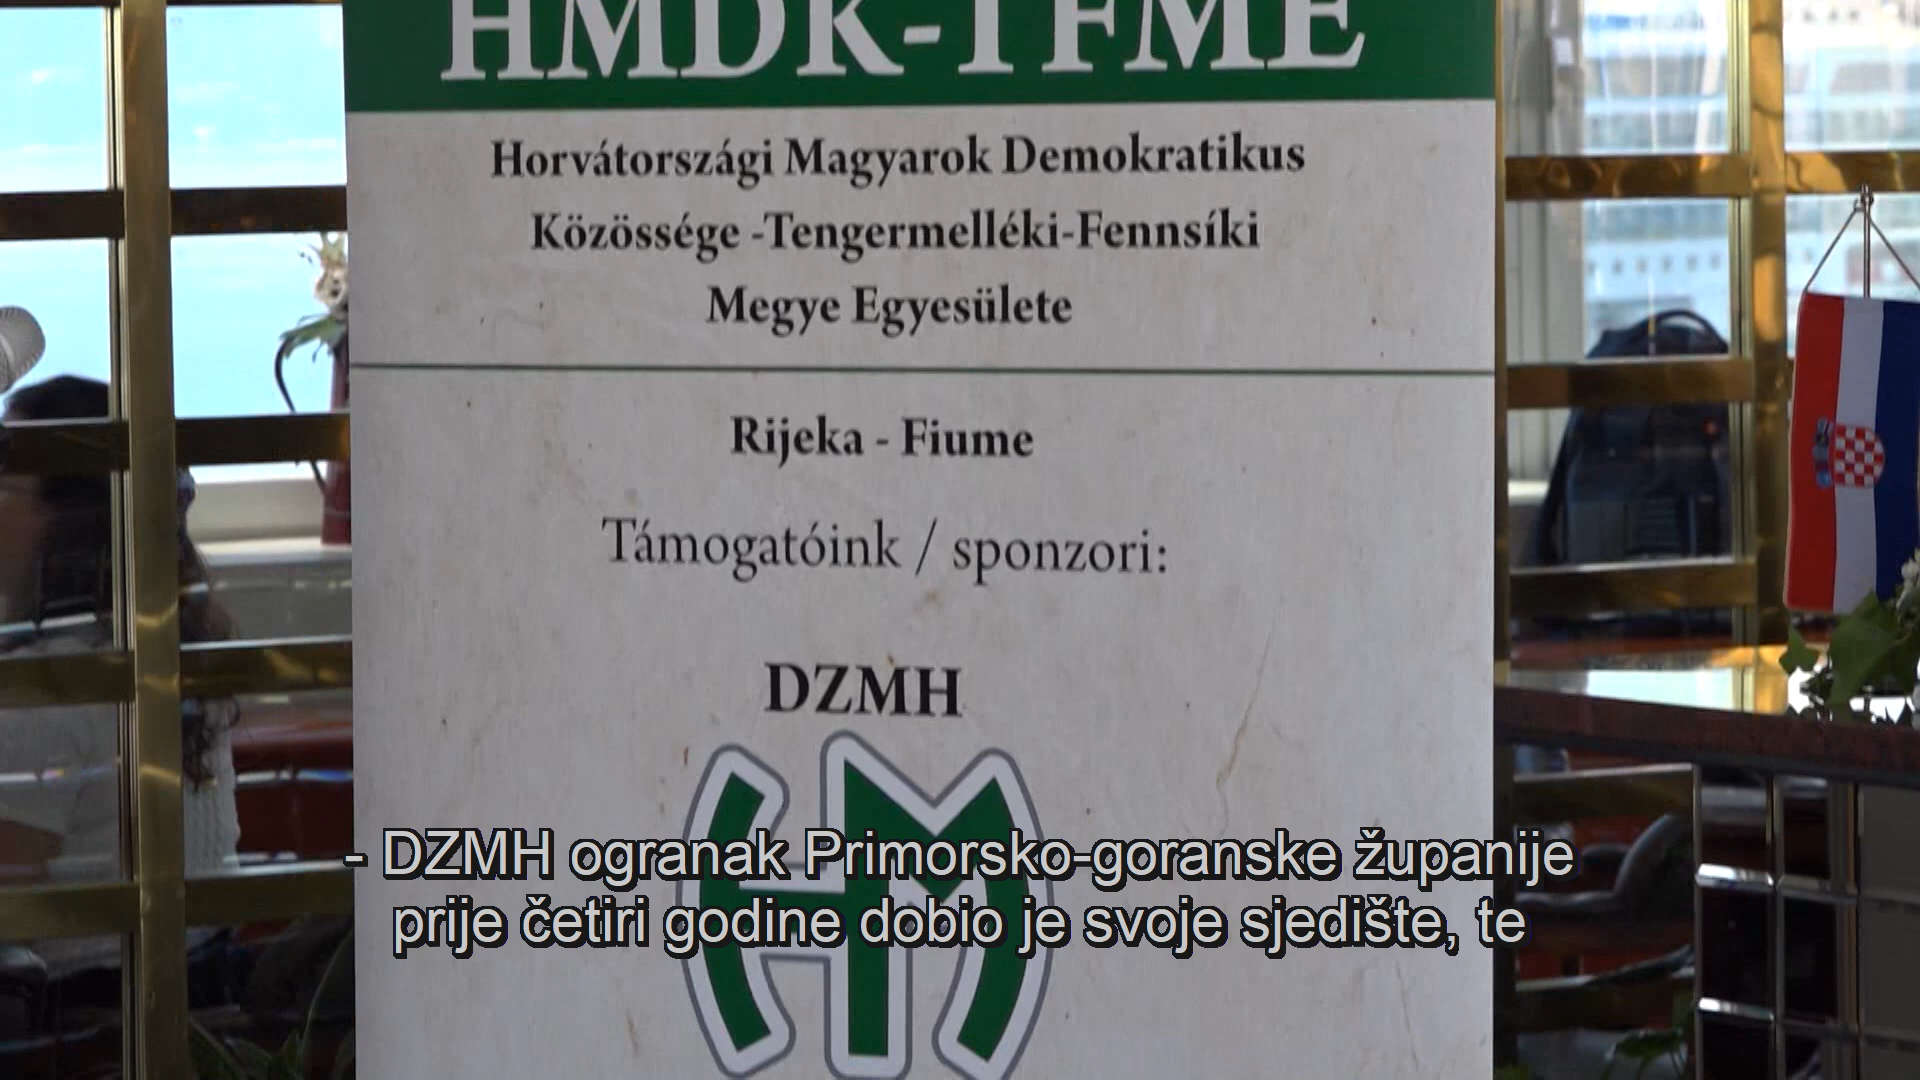 HMDK-TFME
Horvátországi Magyarok Demokratikus
Közössége -Tengermelléki-Fennsíki
Megye Egyesülete
Rijeka - Fiume
Támogatóink / sponzori:
DZMH
HM
- DZMH ogranak Primorsko-goranske županije
prije četiri godine dobio je svoje sjedište, te